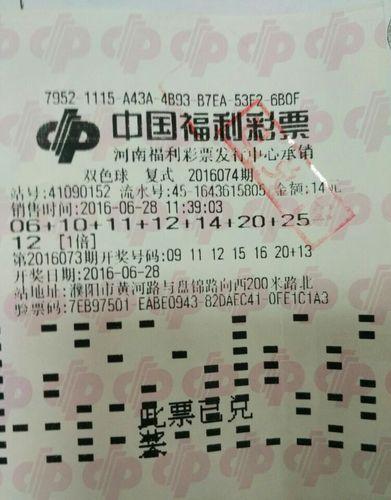 7952-1115-A43A-4B93-B7EA-53E2-6B0F
中国福利彩票
河南福利彩票发行中心承销
双色球 复式 2016074期
站号:41090152 流水号:45-1643615805 金额:14元
销售时间:2016-06-28 11:39:03
06+10+11+12+14+20+25—
12 [1倍]
第2016073期开奖号码:09 11 12 15 16 20+13
开奖日期:2016-06-28
站地址:濮阳市黄河路与盘锦路向西200米路北
验票码:7EB97501-EABE0943-82DAEC41-0FE1C1A3
此票已兑
奖